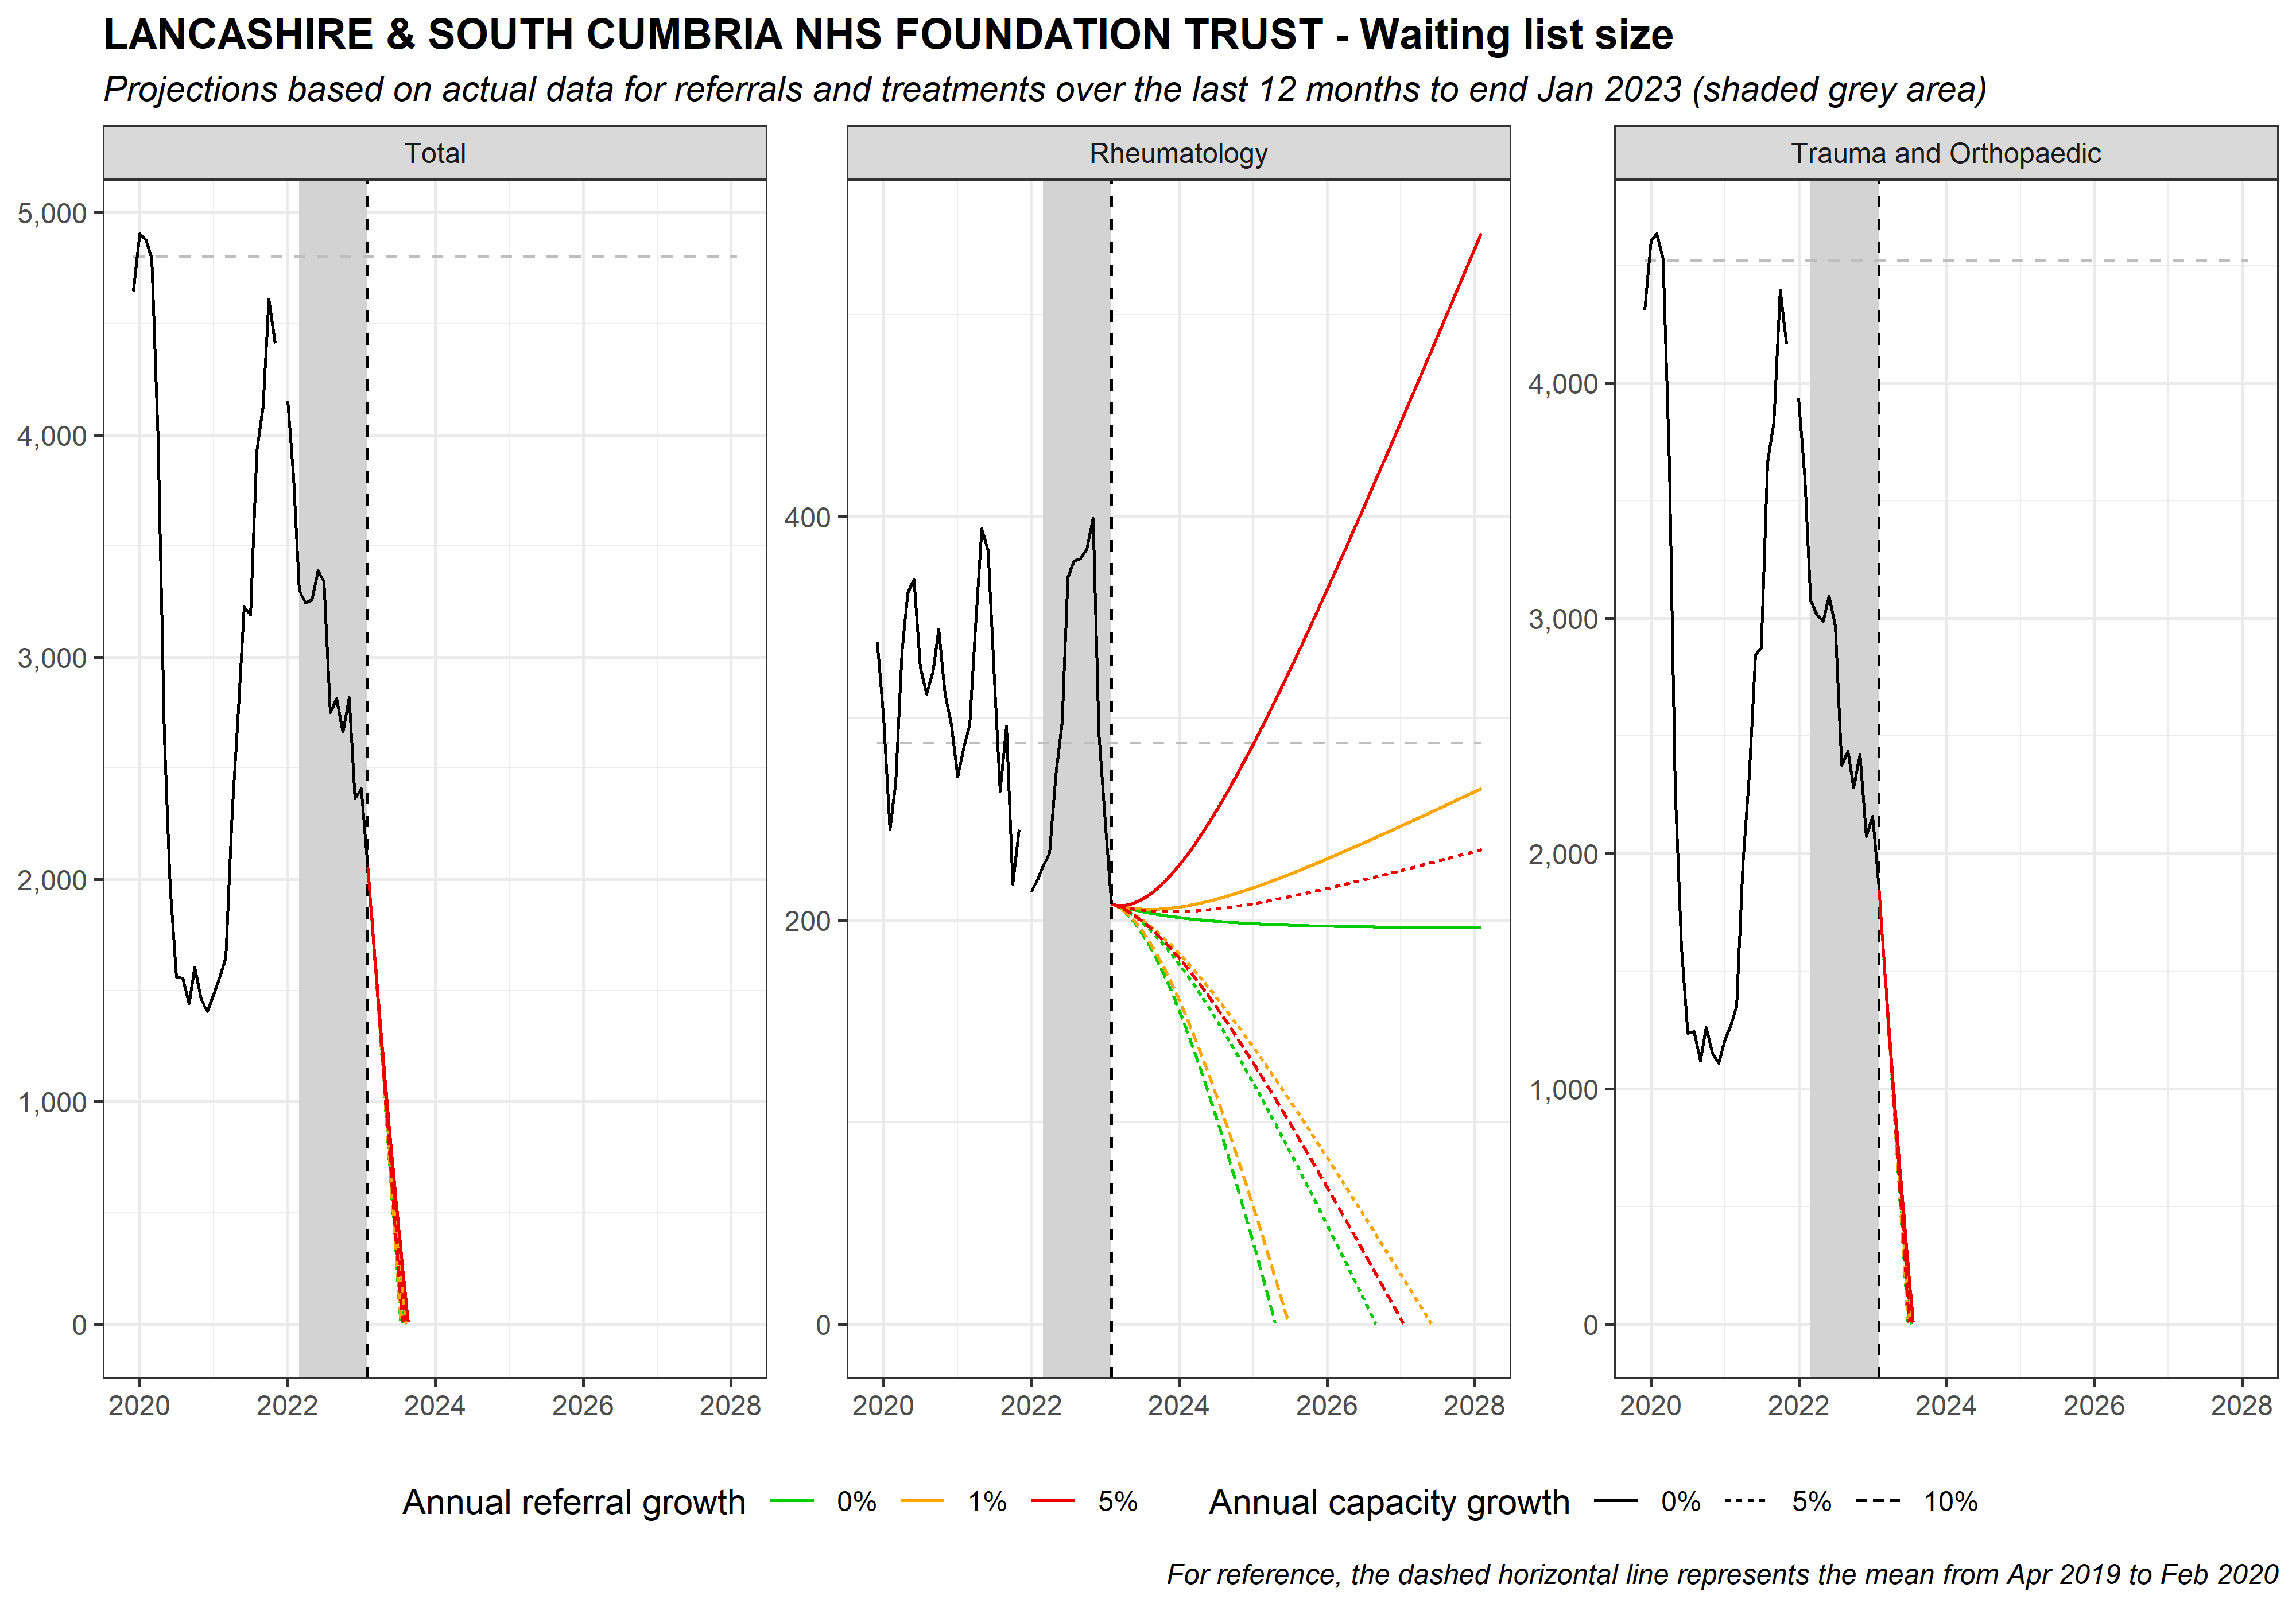 LANCASHIRE & SOUTH CUMBRIA NHS FOUNDATION TRUST - Waiting list size
Projections based on actual data for referrals and treatments over the last 12 months to end Jan 2023 (shaded grey area)
Total
5,000
4,000
3,000
2,000
1,000
0
2020 2022 2024 2026 2028
Rheumatology
400
200
0
2020 2022 2024 2026 2028
Trauma and Orthopaedic
4,000
3,000
2,000
1,000
0
2020 2022 2024 2026 2028
Annual referral growth 0% 1% 5% Annual capacity growth 0% 5% 10%
For reference, the dashed horizontal line represents the mean from Apr 2019 to Feb 2020